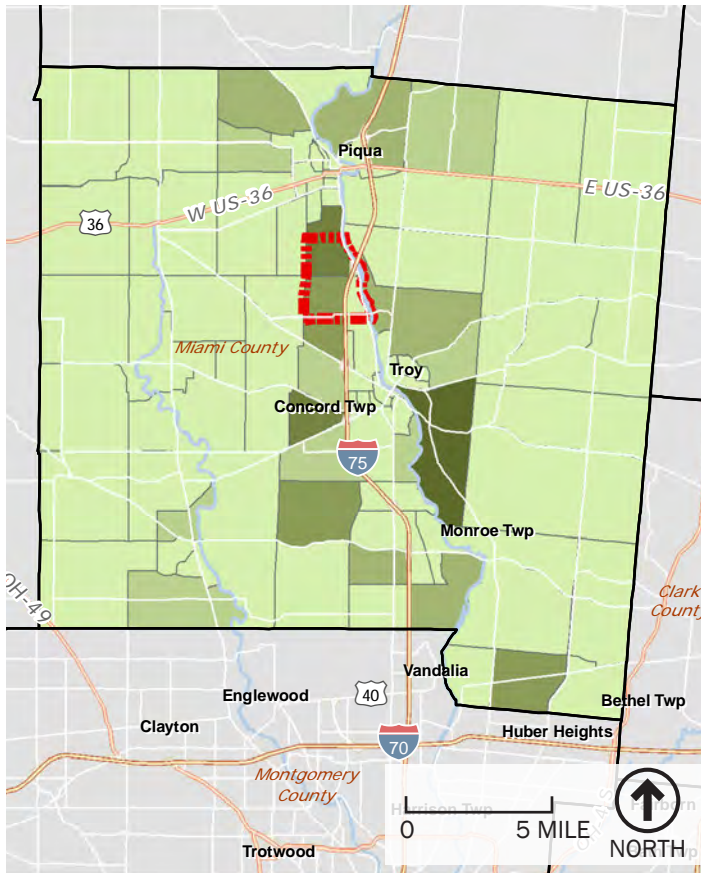 Piqua
W US-36
E US-36
36
Miami County
Troy
Concord Twp
75
Monroe Twp
OH-49
Clark
County
Vandalia
Englewood
40
Bethel Twp
Clayton
Huber Heights
70
Montgomery
County
Harrison Twp
Fairborn
0
5 MILE
NORTH
Trotwood